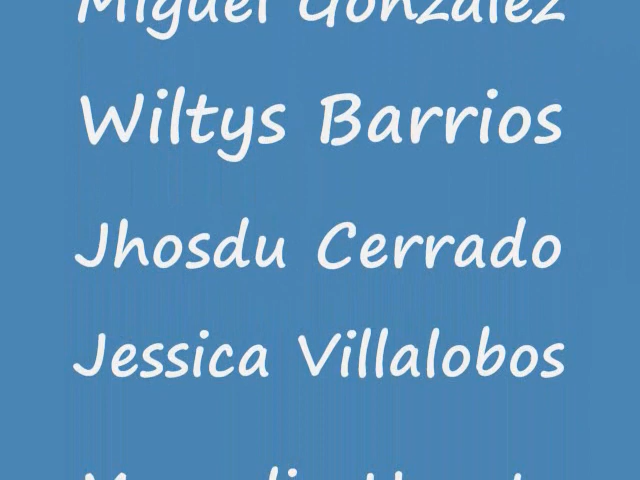 Miguel Gonzalez
Wiltys Barrios
Jhosdu Cerrado
Jessica Villalobos